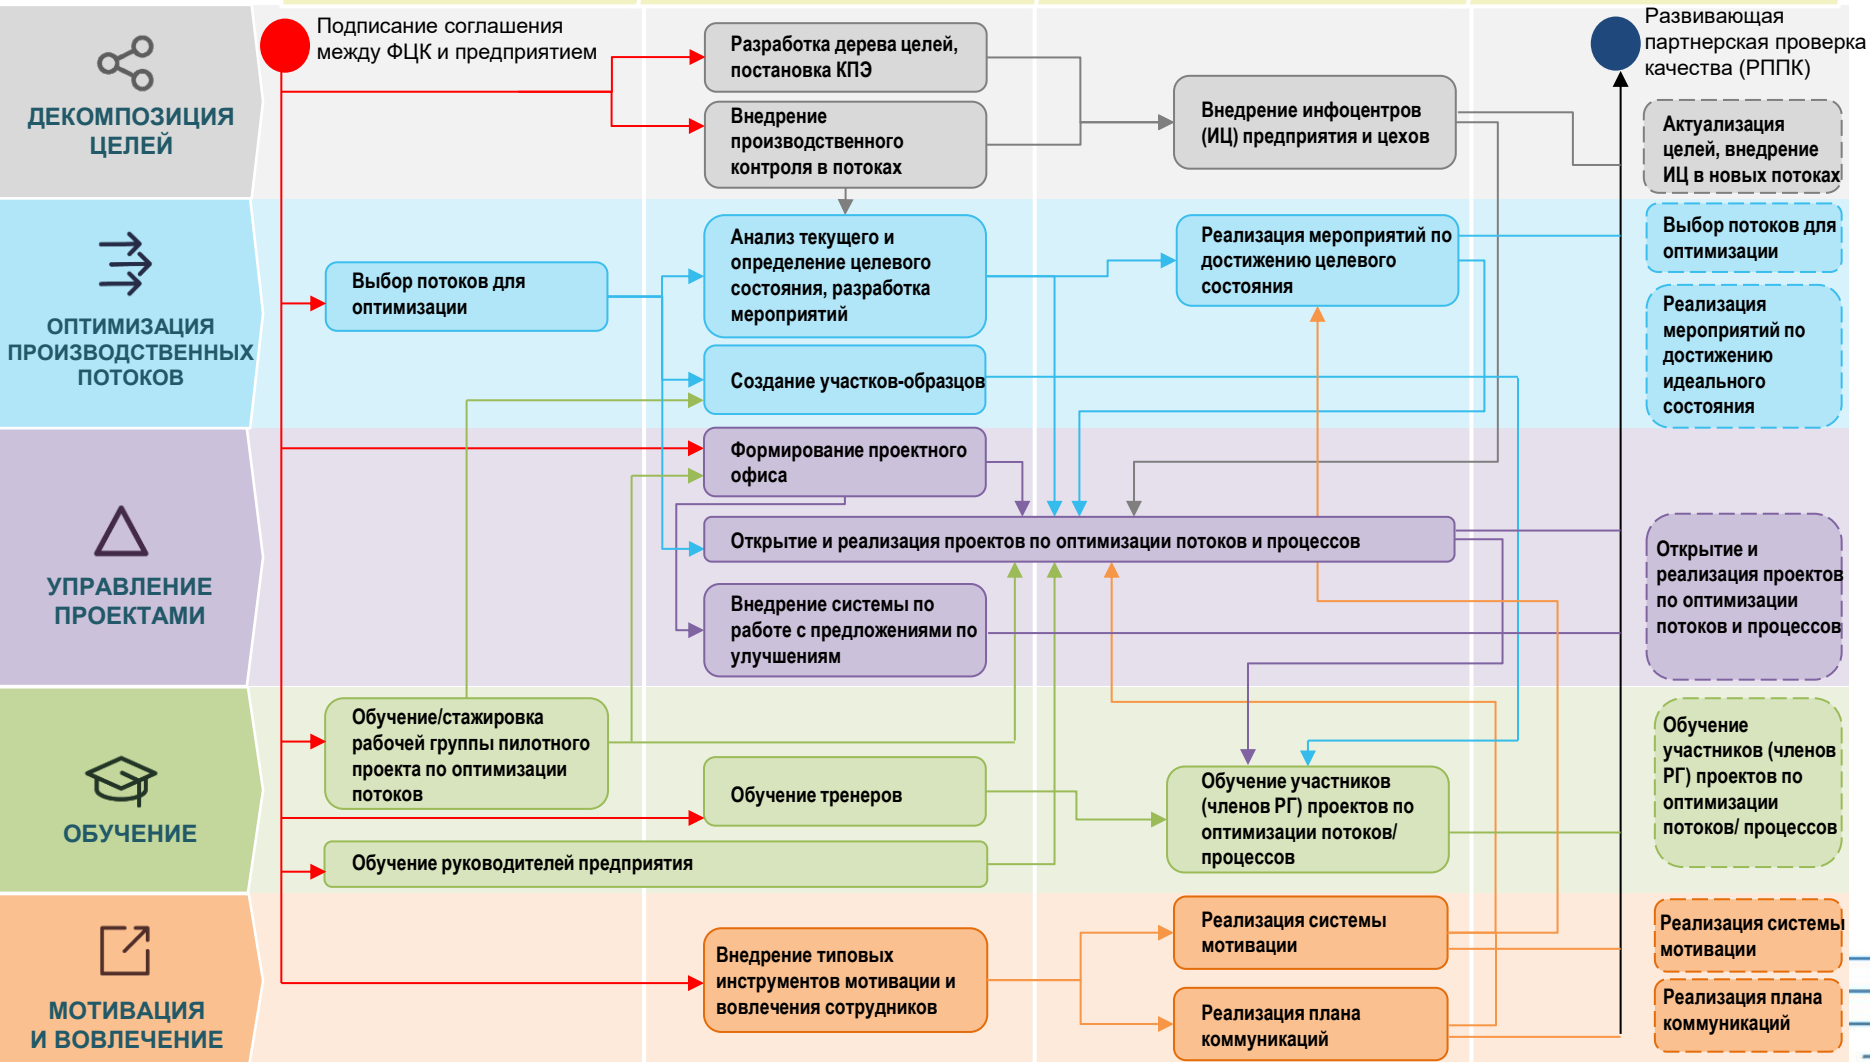 Подписание соглашения
между ФЦК и предприятием
Развивающая
партнерская проверка
качества (РППК)
ДЕКОМПОЗИЦИЯ
ЦЕЛЕЙ
Разработка дерева целей,
постановка КПЭ
Внедрение
производственного
контроля в потоках
Внедрение инфоцентров
(ИЦ) предприятия и цехов
Актуализация
целей, внедрение
ИЦ в новых потоках
ОПТИМИЗАЦИЯ
ПРОИЗВОДСТВЕННЫХ
ПОТОКОВ
Выбор потоков для
оптимизации
Анализ текущего и
определение целевого
состояния, разработка
мероприятий
Создание участков-образцов
Реализация мероприятий по
достижению целевого
состояния
Выбор потоков для
оптимизации
Реализация
мероприятий по
достижению
идеального
состояния
УПРАВЛЕНИЕ
ПРОЕКТАМИ
Формирование проектного
офиса
Открытие и реализация проектов по оптимизации потоков и процессов
Внедрение системы по
работе с предложениями по
улучшениям
Открытие и
реализация проектов
по оптимизации
потоков и процессов
ОБУЧЕНИЕ
Обучение/стажировка
рабочей группы пилотного
проекта по оптимизации
потоков
Обучение тренеров
Обучение руководителей предприятия
Обучение участников
(членов РГ) проектов по
оптимизации потоков/
процессов
Обучение
участников (членов
РГ) проектов по
оптимизации
потоков/ процессов
МОТИВАЦИЯ
И ВОВЛЕЧЕНИЕ
Внедрение типовых
инструментов мотивации и
вовлечения сотрудников
Реализация системы
мотивации
Реализация плана
коммуникаций
Реализация системы
мотивации
Реализация плана
коммуникаций